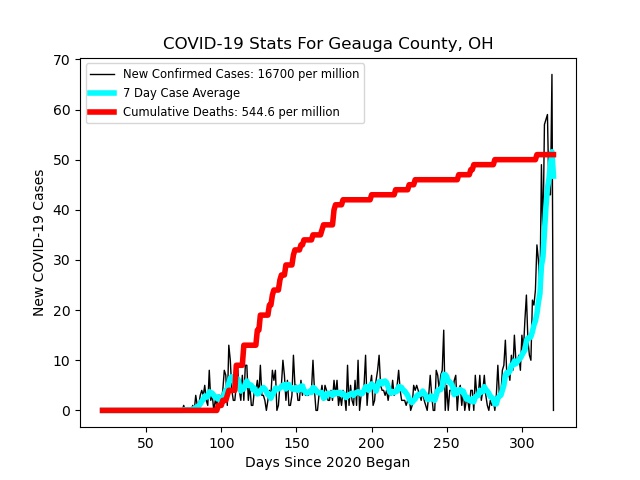 COVID-19 Stats For Geauga County, OH
New Confirmed Cases: 16700 per million
7 Day Case Average
Cumulative Deaths: 544.6 per million
New COVID-19 Cases
70
60
50
40
30
20
10
0
50 100 150 200 250 300
Days Since 2020 Began